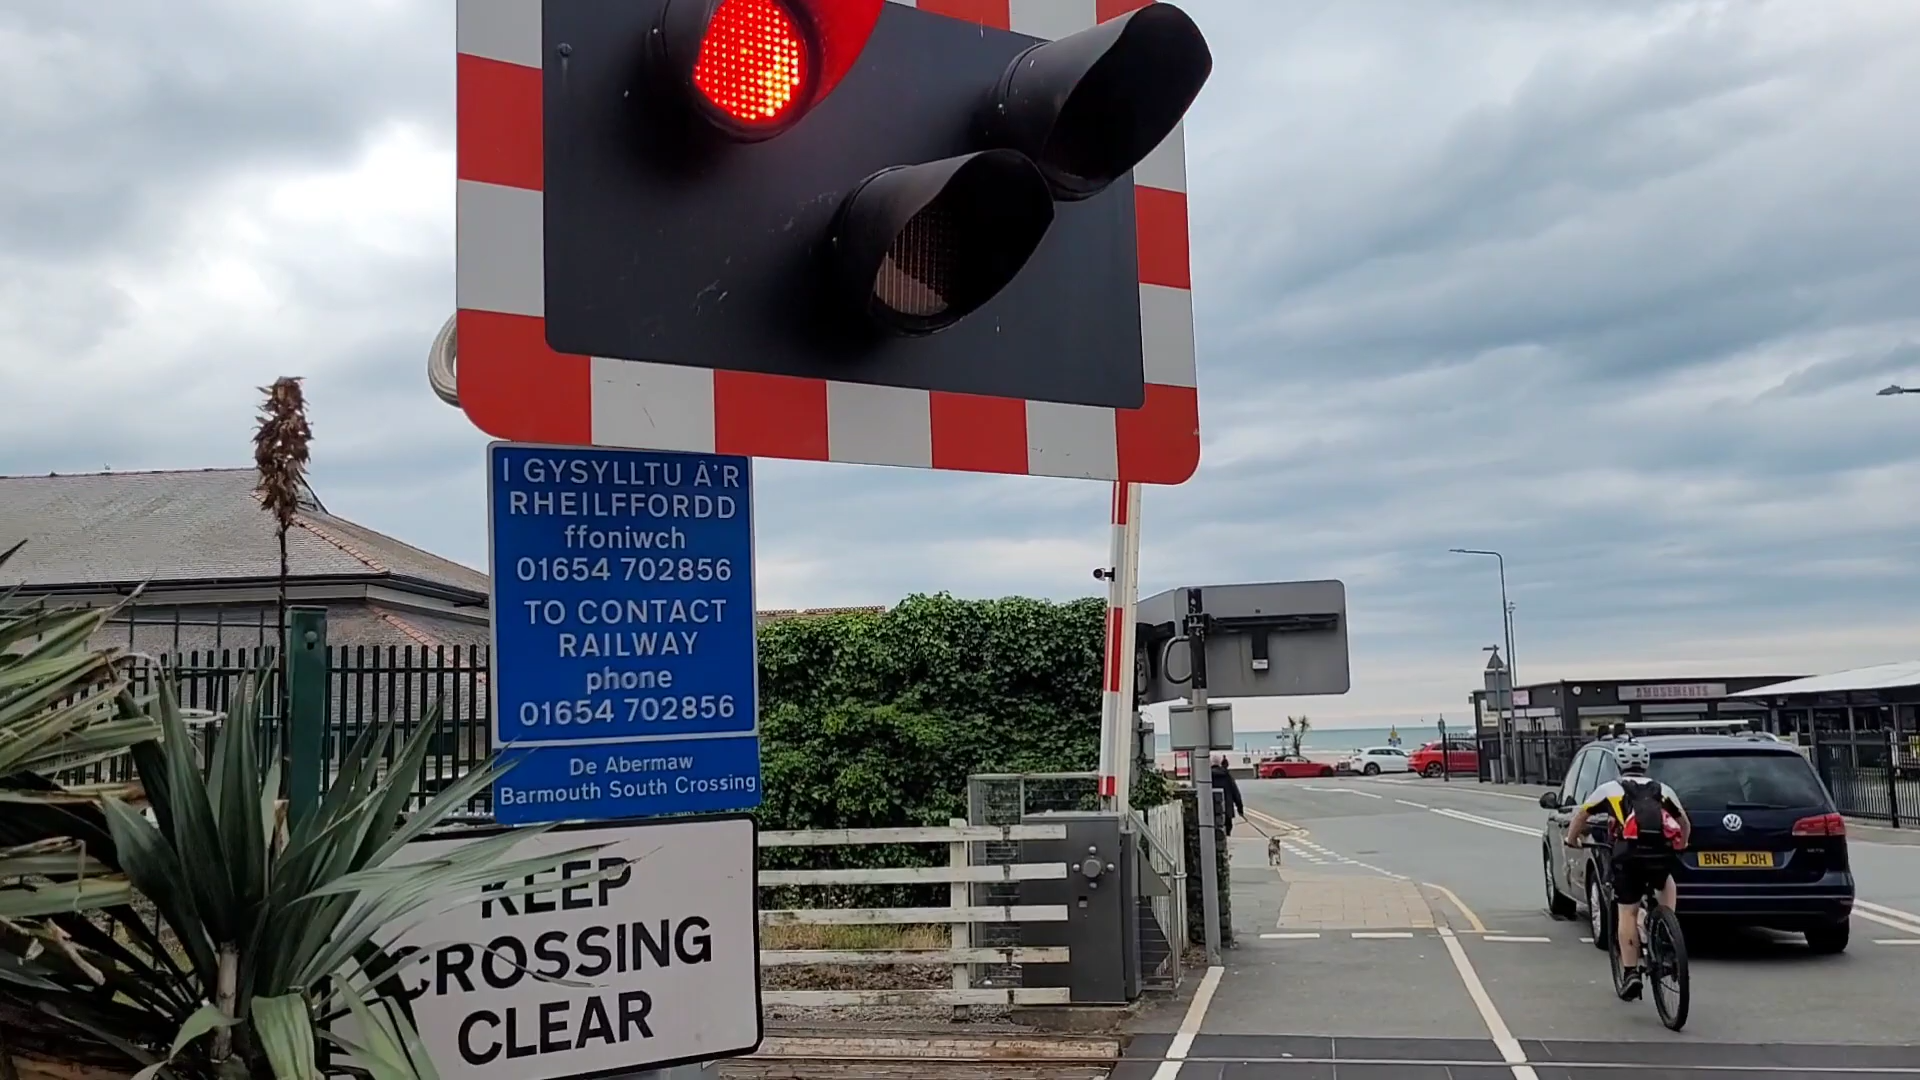 I GYSYLLTU Â'R
RHEILFFORDD
ffoniwch
01654 702856
TO CONTACT
RAILWAY
phone
01654 702856
De Abermaw
Barmouth South Crossing
KEEP
CROSSING
CLEAR
AMUSEMENTS
BN67 JOH